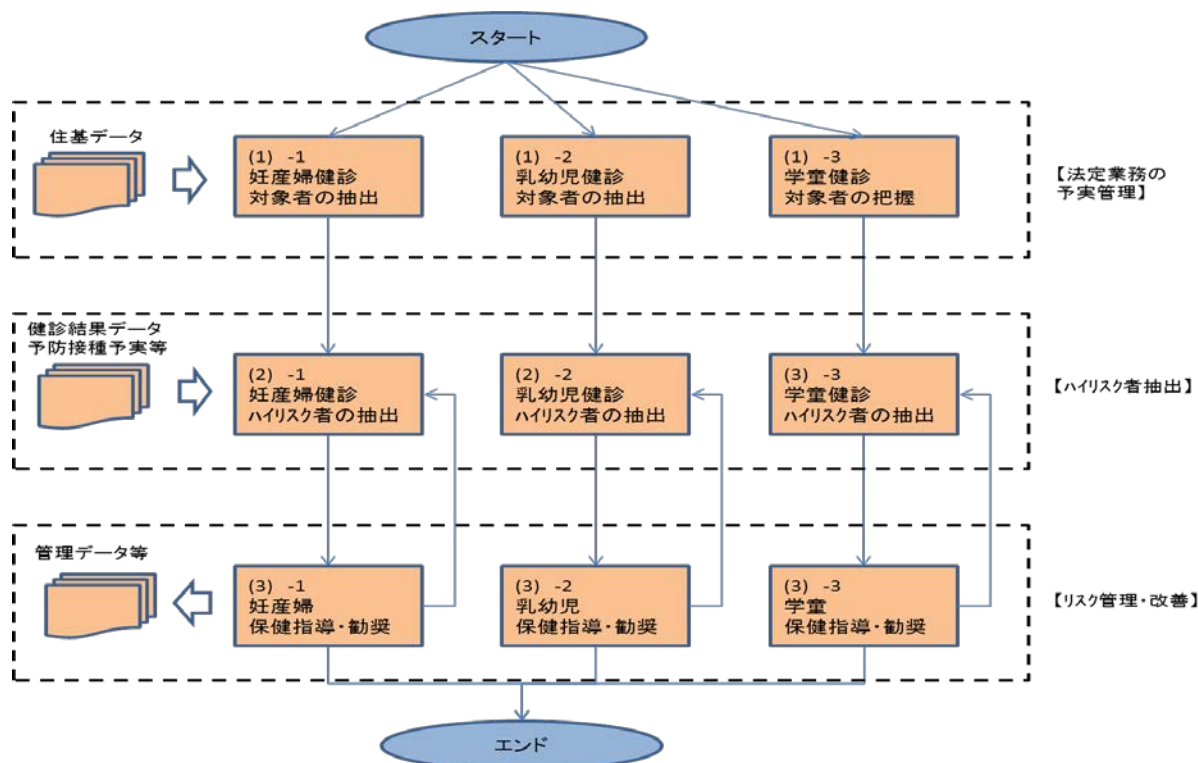 スタート
住基データ
(1) -1
妊産婦健診
対象者の抽出
(1) -2
乳幼児健診
対象者の抽出
(1) -3
学童健診
対象者の把握
【法定業務の
予実管理】
健診結果データ
予防接種予実等
(2) -1
妊産婦健診
ハイリスク者の抽出
(2) -2
乳幼児健診
ハイリスク者の抽出
(3) -3
学童健診
ハイリスク者の抽出
【ハイリスク者抽出】
管理データ等
(3) -1
妊産婦
保健指導・勧奨
(3) -2
乳幼児
保健指導・勧奨
(3) -3
学童
保健指導・勧奨
【リスク管理・改善】
エンド